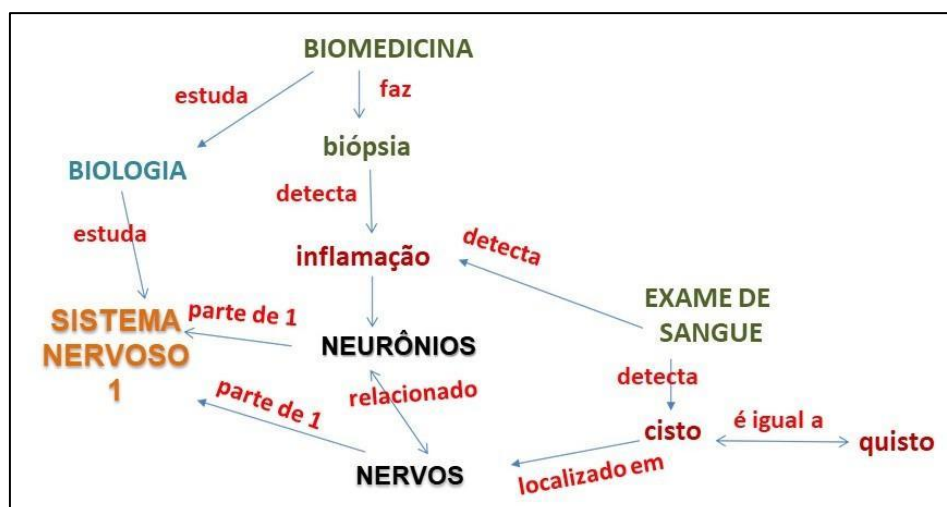 BIOMEDICINA
estuda
faz
biópsia
BIOLOGIA
detecta
estuda
detecta
inflamação
EXAME DE
SANGUE
parte de 1
SISTEMA
NERVOSO
1
NEURÔNIOS
detecta
relacionado
parte de 1
cisto
é igual a
quisto
NERVOS
localizado em